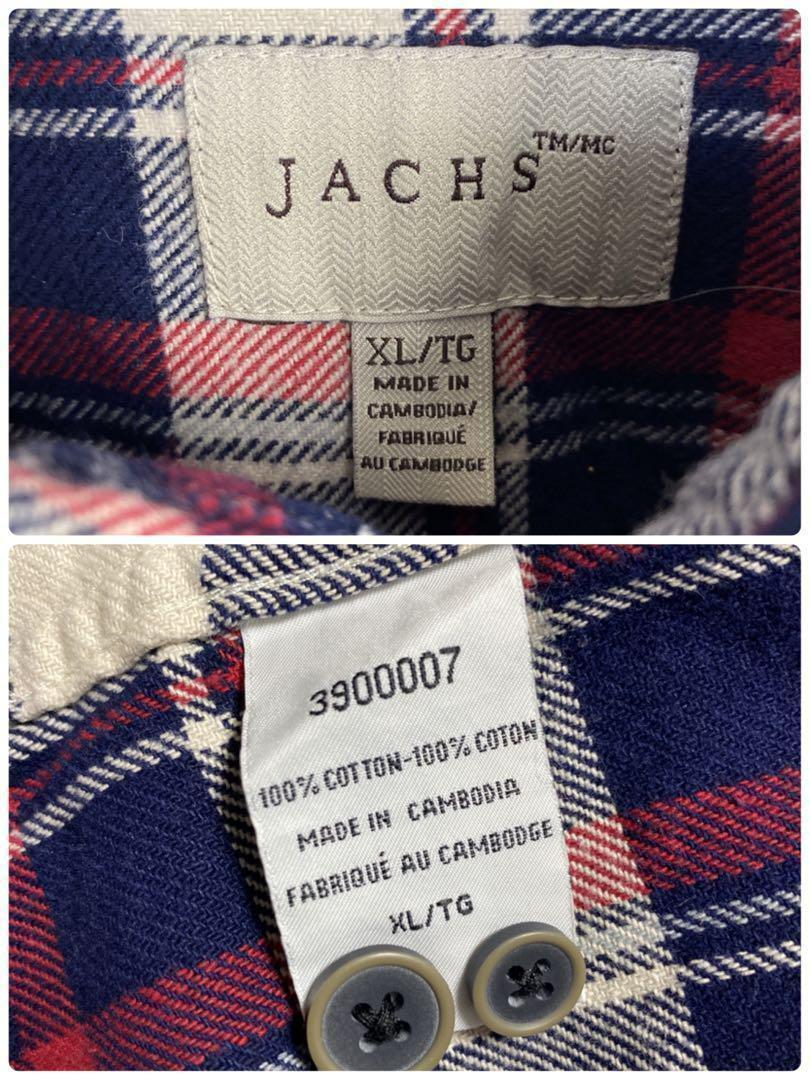 JACHS TM/MC
XL/TG
MADE IN
CAMBODIA/
FABRIQUÉ
AU CAMBODGE
3900007
100% COTTON-100% COTON
MADE IN CAMBODIA
FABRIQUÉ AU CAMBODGE
XL/TG